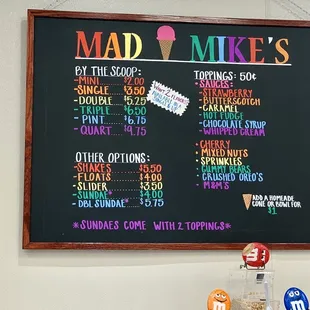 MAD MIKE'S
BY THE SCOOP:
-MINI $2.00
-SINGLE $3.50
-DOUBLE $5.25
-TRIPLE $6.50
-PINT $6.75
-QUART $9.75
OTHER OPTIONS:
-SHAKES $5.50
-FLOATS $4.00
-SLIDER $3.50
-SUNDAE* $4.00
-DBL SUNDAE* $5.75
*SUNDAES COME WITH 2 TOPPINGS*
TOPPINGS: 50¢
-SAUCES:
-STRAWBERRY
-BUTTERSCOTCH
-CARAMEL
-HOT FUDGE
-CHOCOLATE SYRUP
-WHIPPED CREAM
-CHERRY
-MIXED NUTS
-SPRINKLES
-GUMMY BEARS
-CRUSHED OREO'S
-M&M'S
ADD A HOMEADE
CONE OR BOWL FOR
$1
m
m